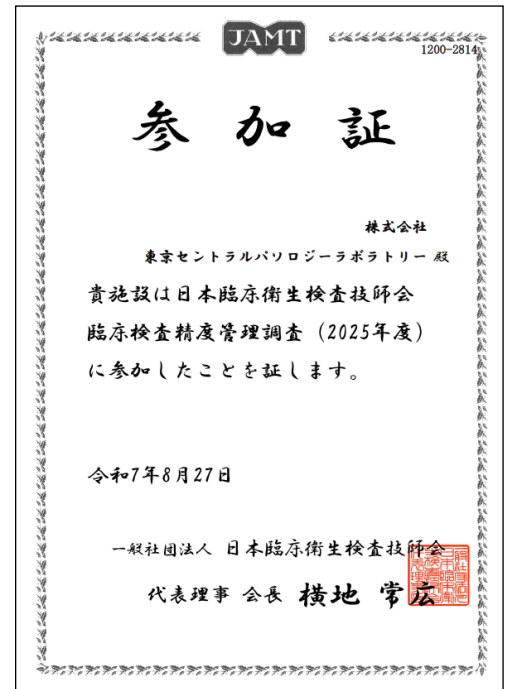 JAMT
1200-2814
参加証
株式会社
東京セントラルパソロジーラボラトリー 殿
貴施設は日本臨床衛生検査技師会
臨床検査精度管理調査（2025年度）
に参加したことを証します。
令和7年8月27日
一般社団法人 日本臨床衛生検査技師会
代表理事 会長 横地 常広